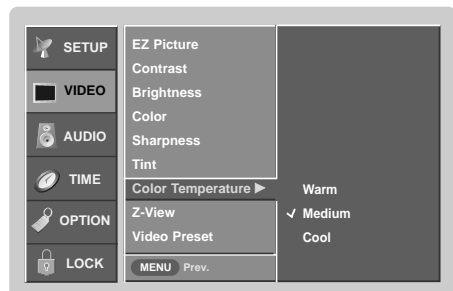 SETUP
VIDEO
AUDIO
TIME
OPTION
LOCK
EZ Picture
Contrast
Brightness
Color
Sharpness
Tint
Color Temperature ▶
Z-View
Video Preset
MENU Prev.
Warm
✓ Medium
Cool